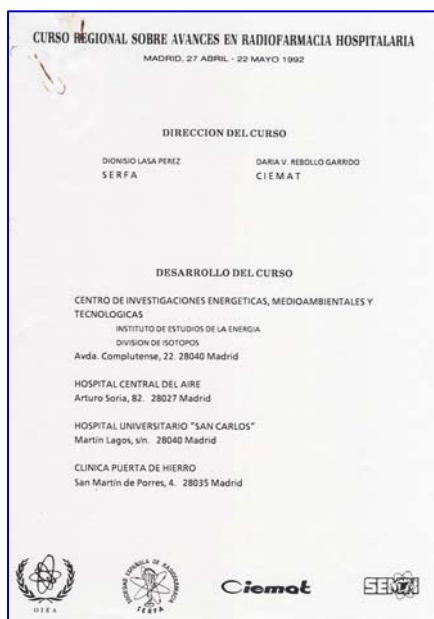 CURSO REGIONAL SOBRE AVANCES EN RADIOFARMACIA HOSPITALARIA
MADRID, 27 ABRIL - 22 MAYO 1992
DIRECCION DEL CURSO
DIONISIO LASA PEREZ
SERFA
DARIA V. REBOLLO GARRIDO
CIEMAT
DESARROLLO DEL CURSO
CENTRO DE INVESTIGACIONES ENERGETICAS, MEDIOAMBIENTALES Y
TECNOLOGICAS
INSTITUTO DE ESTUDIOS DE LA ENERGIA
DIVISION DE ISOTOPOS
Avda. Complutense, 22. 28040 Madrid
HOSPITAL CENTRAL DEL AIRE
Arturo Soria, 82. 28027 Madrid
HOSPITAL UNIVERSITARIO "SAN CARLOS"
Martín Lagos, s/n. 28040 Madrid
CLINICA PUERTA DE HIERRO
San Martín de Porres, 4. 28035 Madrid
OIEA
SOCIEDAD ESPAÑOLA DE RADIOFARMACIA
SERFA
Ciemat
SEMN